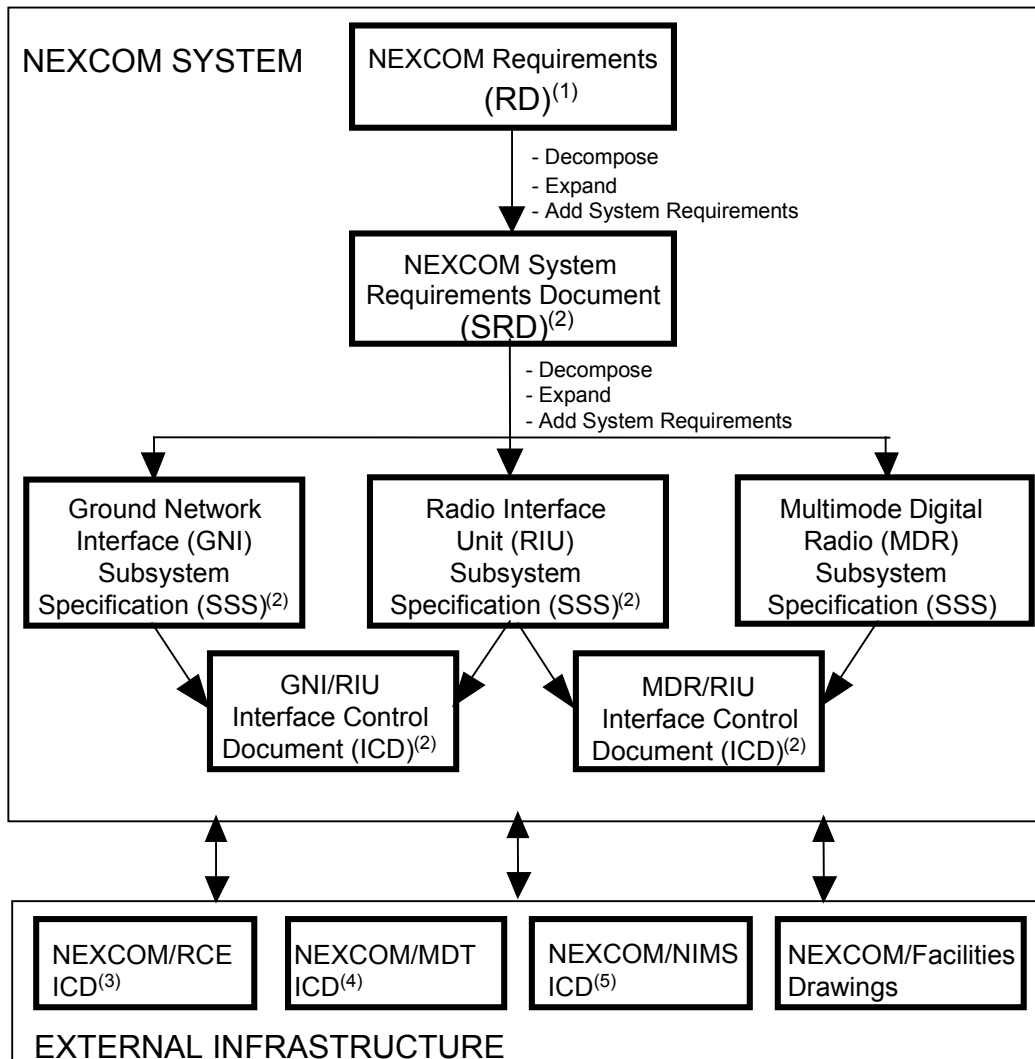 NEXCOM SYSTEM
NEXCOM Requirements
(RD)(1)
- Decompose
- Expand
- Add System Requirements
NEXCOM System
Requirements Document
(SRD)(2)
- Decompose
- Expand
- Add System Requirements
Ground Network
Interface (GNI)
Subsystem
Specification (SSS)(2)
Radio Interface
Unit (RIU)
Subsystem
Specification (SSS)(2)
Multimode Digital
Radio (MDR)
Subsystem
Specification (SSS)
GNI/RIU
Interface Control
Document (ICD)(2)
MDR/RIU
Interface Control
Document (ICD)(2)
NEXCOM/RCE
ICD(3)
NEXCOM/MDT
ICD(4)
NEXCOM/NIMS
ICD(5)
NEXCOM/Facilities
Drawings
EXTERNAL INFRASTRUCTURE